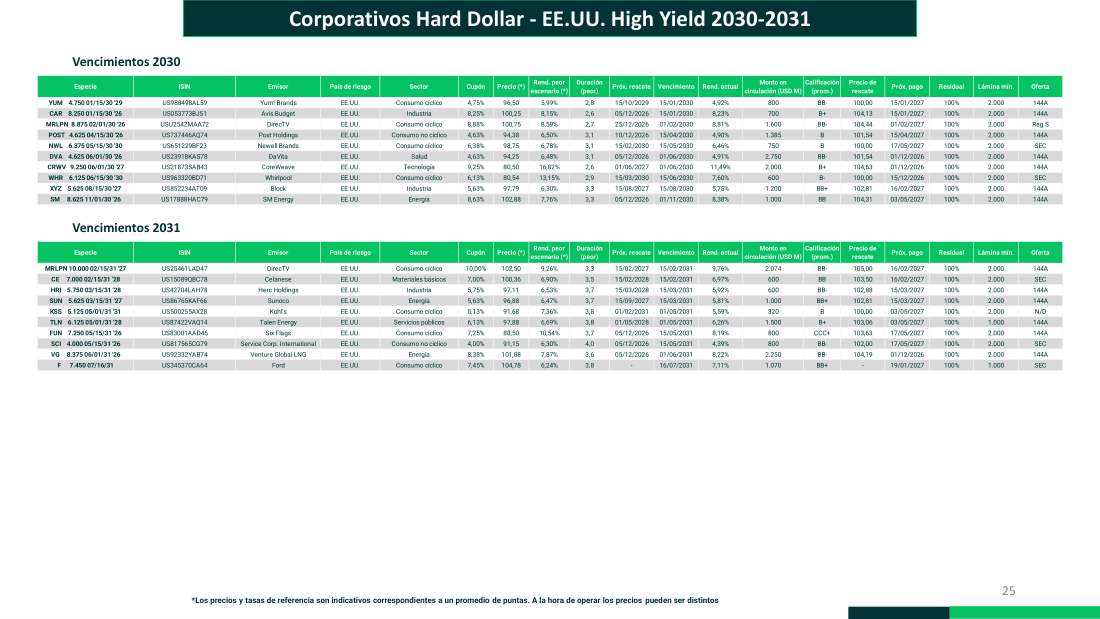 Corporativos Hard Dollar - EE.UU. High Yield 2030-2031
Vencimientos 2030
Especie ISIN Emisor País de riesgo Sector Cupón Precio (*) Rend. peor escenario (*) Duración (peor) Próx. rescate Vencimiento Rend. actual Monto en circulación (USD M) Calificación (prom.) Precio de rescate Próx. pago Residual Lámina mín. Oferta
YUM 4.750 01/15/30 '29 US988498AL59 Yum! Brands EE.UU. Consumo cíclico 4,75% 96,50 5,99% 2,8 15/10/2029 15/01/2030 4,92% 800 BB- 100,00 15/01/2027 100% 2.000 144A
CAR 8.250 01/15/30 '26 US053773BJ51 Avis Budget EE.UU. Industria 8,25% 100,25 8,15% 2,6 05/12/2026 15/01/2030 8,23% 700 B+ 104,13 15/01/2027 100% 2.000 144A
MRLPN 8.875 02/01/30 '26 USU2542MAA72 DirecTV EE.UU. Consumo cíclico 8,88% 100,75 8,59% 2,7 25/12/2026 01/02/2030 8,81% 1.600 BB- 104,44 01/02/2027 100% 2.000 Reg S
POST 4.625 04/15/30 '26 US737446AQ74 Post Holdings EE.UU. Consumo no cíclico 4,63% 94,38 6,50% 3,1 10/12/2026 15/04/2030 4,90% 1.385 B 101,54 15/04/2027 100% 2.000 144A
NWL 6.375 05/15/30 '30 US651229BF23 Newell Brands EE.UU. Consumo cíclico 6,38% 98,75 6,78% 3,1 15/02/2030 15/05/2030 6,46% 750 B 100,00 17/05/2027 100% 2.000 SEC
DVA 4.625 06/01/30 '26 US23918KAS78 DaVita EE.UU. Salud 4,63% 94,25 6,48% 3,1 05/12/2026 01/06/2030 4,91% 2.750 BB- 101,54 01/12/2026 100% 2.000 144A
CRWV 9.250 06/01/30 '27 US21873SAB43 CoreWeave EE.UU. Tecnología 9,25% 80,50 16,82% 2,6 01/06/2027 01/06/2030 11,49% 2.000 B+ 104,63 01/12/2026 100% 2.000 144A
WHR 6.125 06/15/30 '30 US963320BD71 Whirlpool EE.UU. Consumo cíclico 6,13% 80,54 13,15% 2,9 15/03/2030 15/06/2030 7,60% 600 B- 100,00 15/12/2026 100% 2.000 SEC
XYZ 5.625 08/15/30 '27 US852234AT09 Block EE.UU. Industria 5,63% 97,79 6,30% 3,3 15/08/2027 15/08/2030 5,75% 1.200 BB+ 102,81 16/02/2027 100% 2.000 144A
SM 8.625 11/01/30 '26 US17888HAC79 SM Energy EE.UU. Energía 8,63% 102,88 7,76% 3,3 05/12/2026 01/11/2030 8,38% 1.000 BB 104,31 03/05/2027 100% 2.000 144A
Vencimientos 2031
Especie ISIN Emisor País de riesgo Sector Cupón Precio (*) Rend. peor escenario (*) Duración (peor) Próx. rescate Vencimiento Rend. actual Monto en circulación (USD M) Calificación (prom.) Precio de rescate Próx. pago Residual Lámina mín. Oferta
MRLPN 10.000 02/15/31 '27 US25461LAD47 DirecTV EE.UU. Consumo cíclico 10,00% 102,50 9,26% 3,3 15/02/2027 15/02/2031 9,76% 2.074 BB- 105,00 16/02/2027 100% 2.000 144A
CE 7.000 02/15/31 '26 US15089QBC78 Celanese EE.UU. Materiales básicos 7,00% 100,36 6,90% 3,5 15/02/2028 15/02/2031 6,97% 600 BB 103,50 16/02/2027 100% 2.000 SEC
HRI 5.750 03/15/31 '28 US42704LAH78 Herc Holdings EE.UU. Industria 5,75% 97,11 6,53% 3,7 15/03/2028 15/03/2031 5,92% 600 BB- 102,88 15/03/2027 100% 2.000 144A
SUN 5.625 03/15/31 '27 US86765KAF66 Sunoco EE.UU. Energía 5,63% 96,88 6,47% 3,7 15/09/2027 15/03/2031 5,81% 1.000 BB+ 102,81 15/03/2027 100% 2.000 144A
KSS 5.125 05/01/31 '31 US500255AX28 Kohl's EE.UU. Consumo cíclico 5,13% 91,68 7,36% 3,8 01/02/2031 01/05/2031 5,59% 320 B 100,00 03/05/2027 100% 2.000 N/D
TLN 6.125 05/01/31 '28 US87422VAQ14 Talen Energy EE.UU. Servicios públicos 6,13% 97,88 6,69% 3,8 01/05/2028 01/05/2031 6,26% 1.500 B+ 103,06 03/05/2027 100% 1.000 144A
FUN 7.250 05/15/31 '26 US83001AAD46 Six Flags EE.UU. Consumo cíclico 7,25% 88,50 10,54% 3,7 05/12/2026 15/05/2031 8,19% 800 CCC+ 103,63 17/05/2027 100% 2.000 144A
SCI 4.000 05/15/31 '26 US817565CG79 Service Corp. International EE.UU. Consumo cíclico 4,00% 91,15 6,30% 4,0 05/12/2026 15/05/2031 4,39% 800 BB- 102,00 17/05/2027 100% 2.000 SEC
VG 8.375 06/01/31 '26 US92332YAB74 Venture Global LNG EE.UU. Energía 8,38% 101,88 7,87% 3,6 05/12/2026 01/06/2031 8,22% 2.250 BB- 104,19 01/12/2026 100% 2.000 144A
F 7.450 07/16/31 US345370CA64 Ford EE.UU. Consumo cíclico 7,45% 104,78 6,24% 3,8 - 16/07/2031 7,11% 1.070 BB+ - 19/01/2027 100% 1.000 SEC
25
*Los precios y tasas de referencia son indicativos correspondientes a un promedio de puntas. A la hora de operar los precios pueden ser distintos